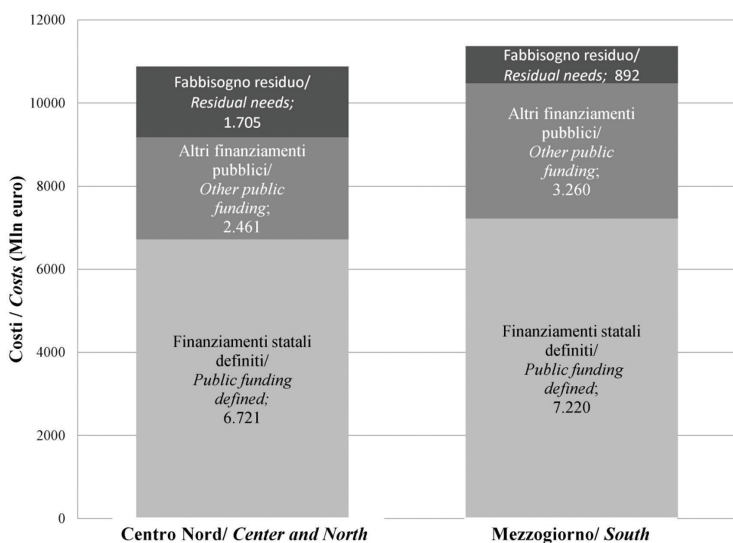 Costi / Costs (Mln euro)
12000
10000
8000
6000
4000
2000
0
Fabbisogno residuo/
Residual needs;
1.705
Altri finanziamenti
pubblici/
Other public
funding;
2.461
Finanziamenti statali
definiti/
Public funding
defined;
6.721
Fabbisogno residuo/
Residual needs; 892
Altri finanziamenti
pubblici/
Other public
funding;
3.260
Finanziamenti statali
definiti/
Public funding
defined;
7.220
Centro Nord/ Center and North
Mezzogiorno/ South